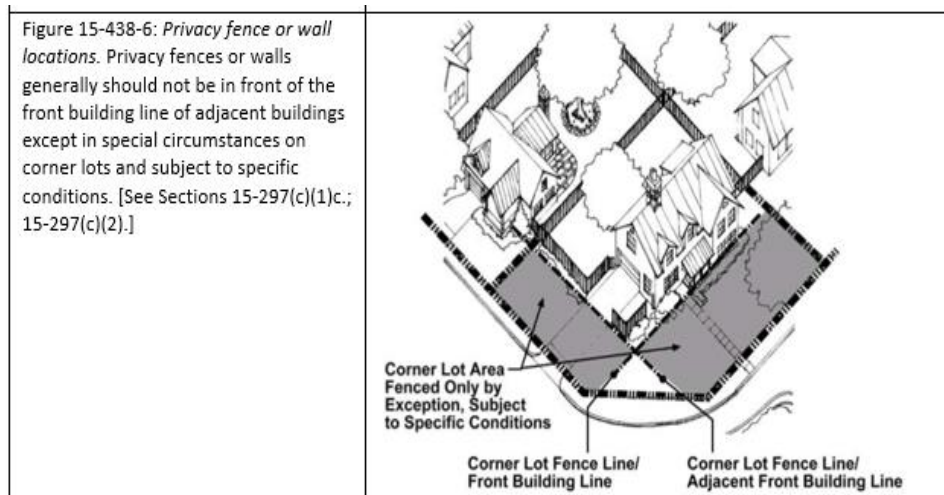 Figure 15-438-6: Privacy fence or wall
locations. Privacy fences or walls
generally should not be in front of the
front building line of adjacent buildings
except in special circumstances on
corner lots and subject to specific
conditions. [See Sections 15-297(c)(1)c.;
15-297(c)(2).]
Corner Lot Area
Fenced Only by
Exception, Subject
to Specific Conditions
Corner Lot Fence Line/
Front Building Line
Corner Lot Fence Line/
Adjacent Front Building Line